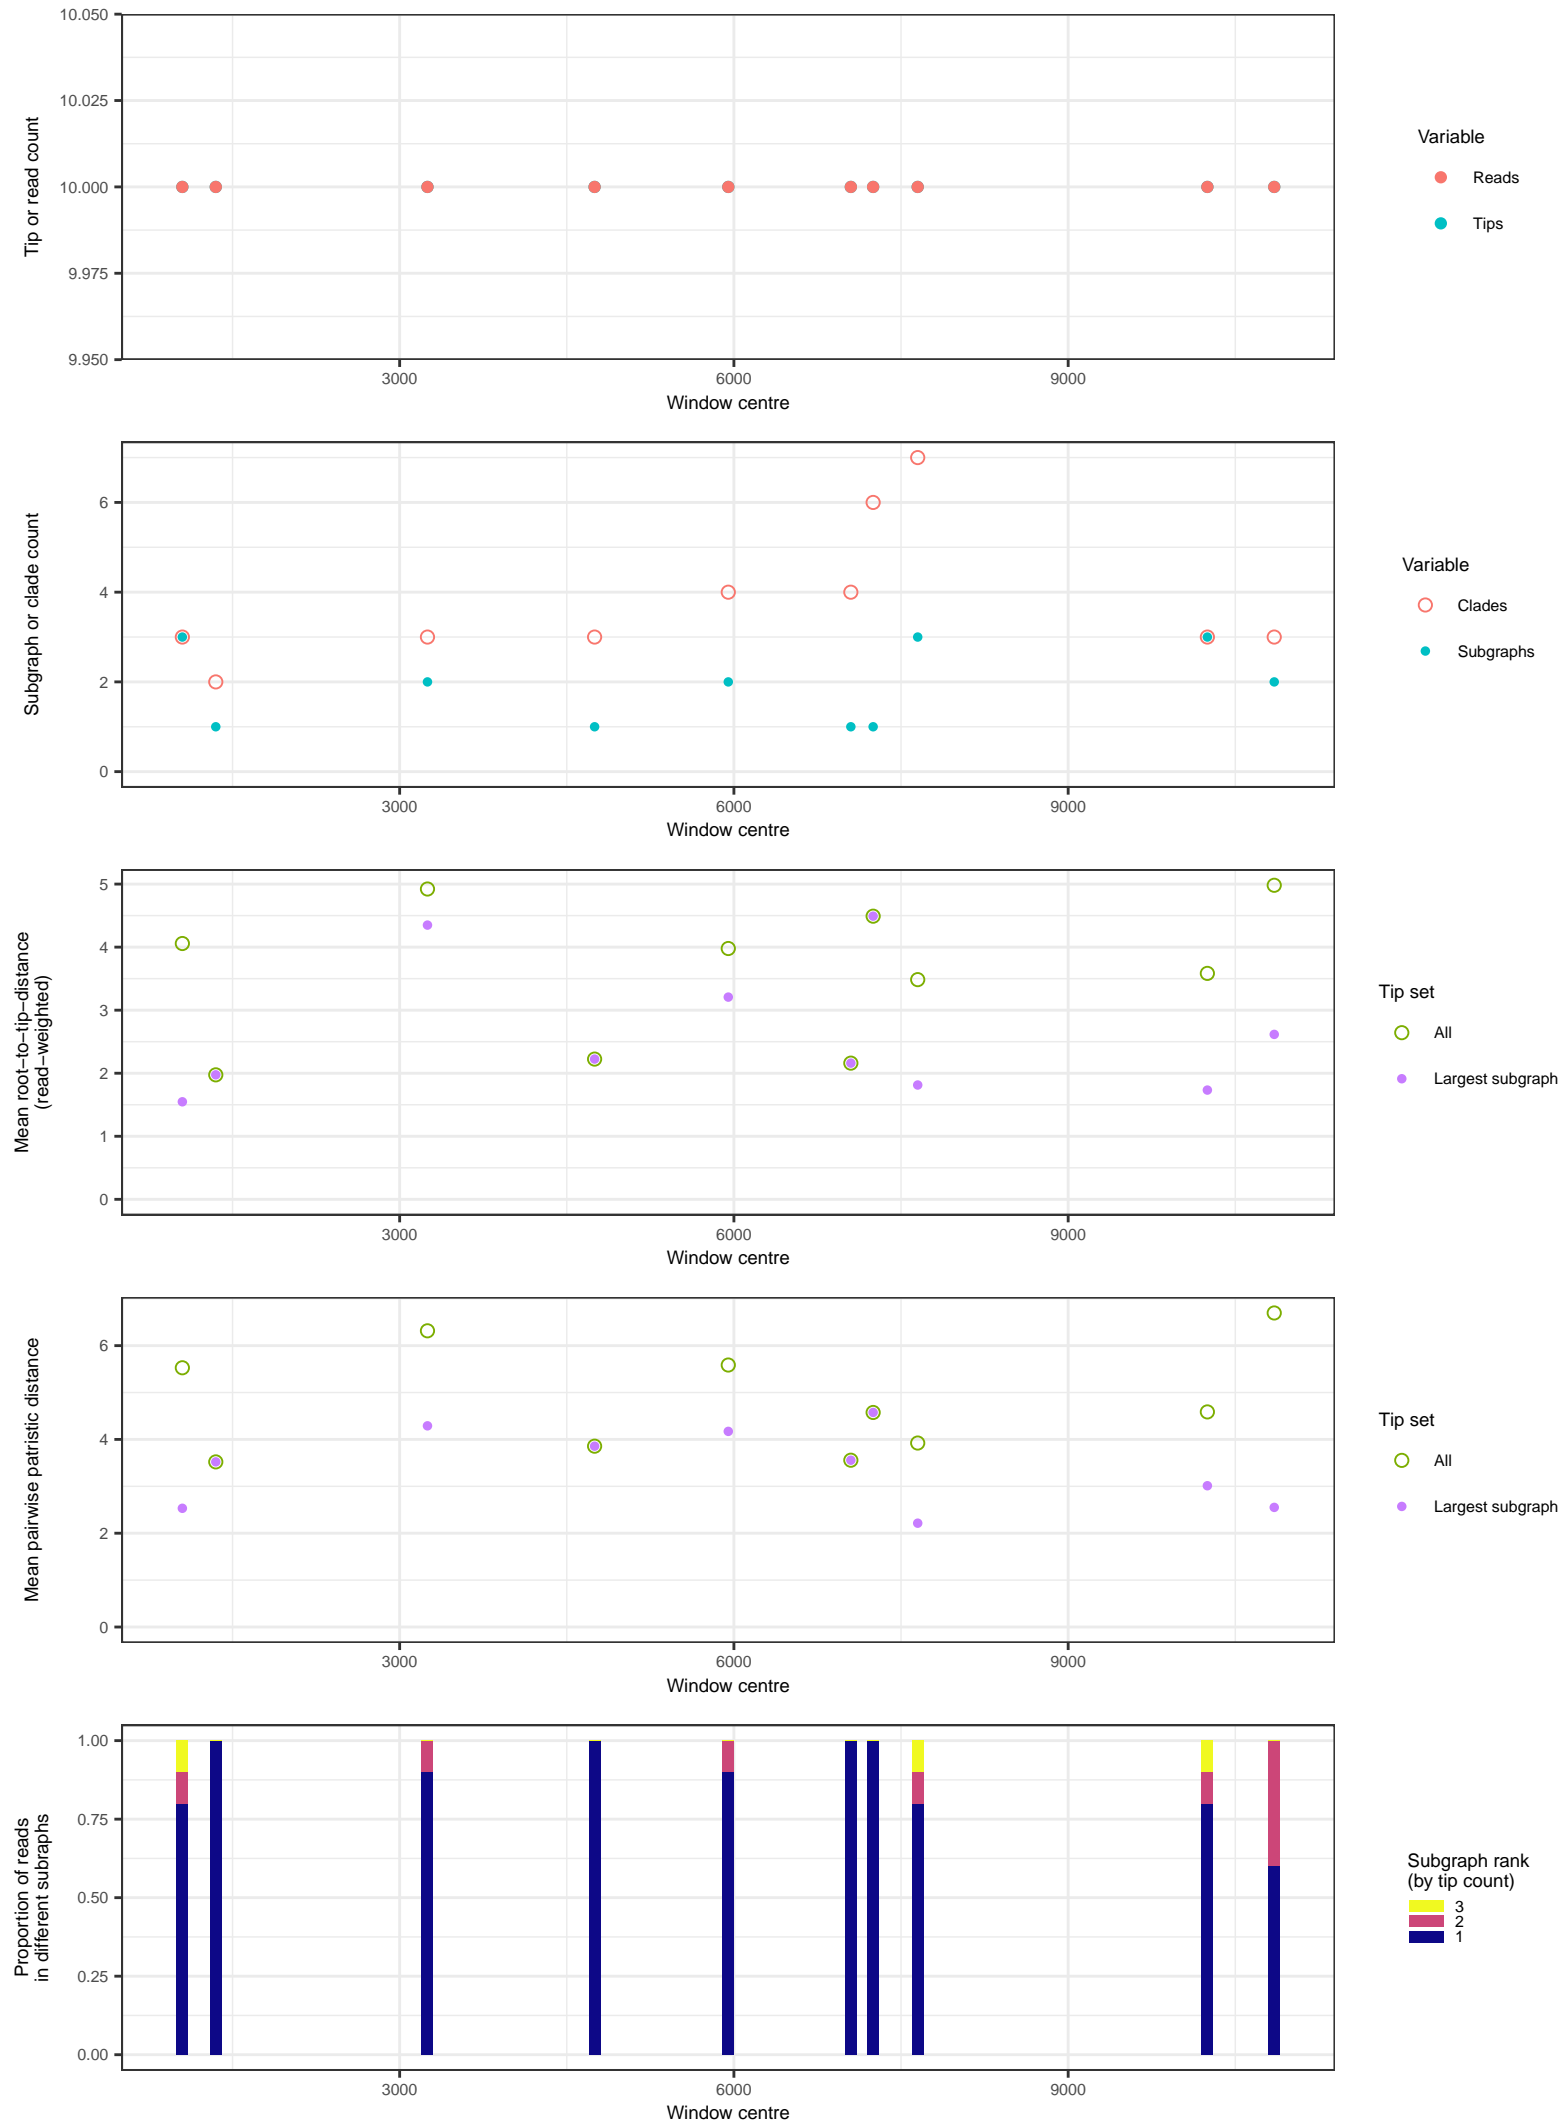 10.050
10.025
10.000
9.975
9.950
Tip or read count
3000 6000 9000
Window centre
Variable
Reads
Tips
6
4
2
0
Subgraph or clade count
3000 6000 9000
Window centre
Variable
Clades
Subgraphs
5
4
3
2
1
0
Mean root−to−tip−distance
(read−weighted)
3000 6000 9000
Window centre
Tip set
All
Largest subgraph
6
4
2
0
Mean pairwise patristic distance
3000 6000 9000
Window centre
Tip set
All
Largest subgraph
1.00
0.75
0.50
0.25
0.00
Proportion of reads
in different subraphs
3000 6000 9000
Window centre
Subgraph rank
(by tip count)
3
2
1